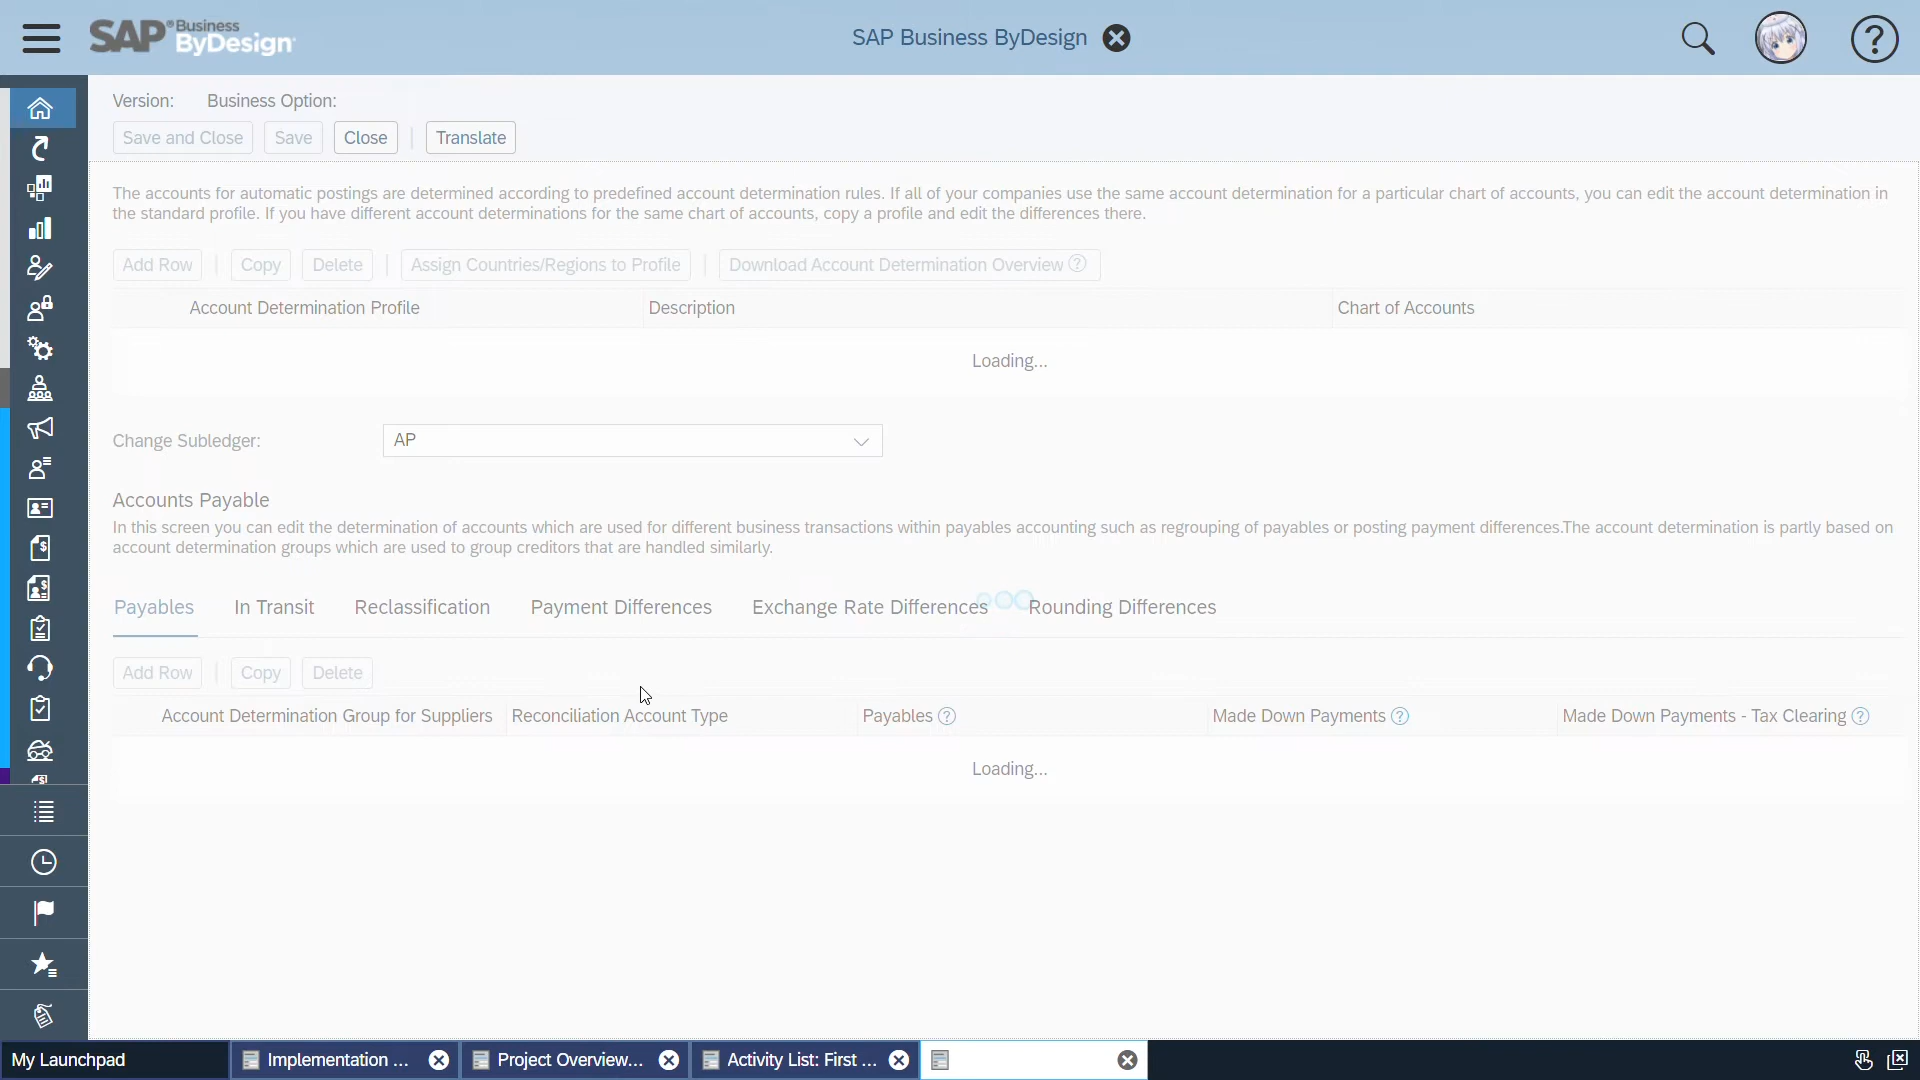 SAP Business ByDesign
SAP Business ByDesign
Version: Business Option:
Save and Close Save Close Translate
The accounts for automatic postings are determined according to predefined account determination rules. If all of your companies use the same account determination for a particular chart of accounts, you can edit the account determination in
the standard profile. If you have different account determinations for the same chart of accounts, copy a profile and edit the differences there.
Add Row Copy Delete Assign Countries/Regions to Profile Download Account Determination Overview ?
Account Determination Profile Description Chart of Accounts
Loading...
Change Subledger: AP
Accounts Payable
In this screen you can edit the determination of accounts which are used for different business transactions within payables accounting such as regrouping of payables or posting payment differences.The account determination is partly based on
account determination groups which are used to group creditors that are handled similarly.
Payables In Transit Reclassification Payment Differences Exchange Rate Differences Rounding Differences
Add Row Copy Delete
Account Determination Group for Suppliers Reconciliation Account Type Payables ? Made Down Payments ? Made Down Payments - Tax Clearing ?
Loading...
My Launchpad Implementation ... Project Overview... Activity List: First ...